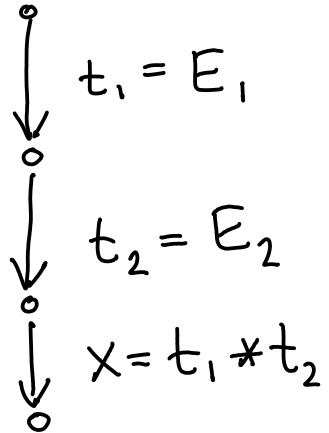 t₁ = E₁
t₂ = E₂
x = t₁ * t₂